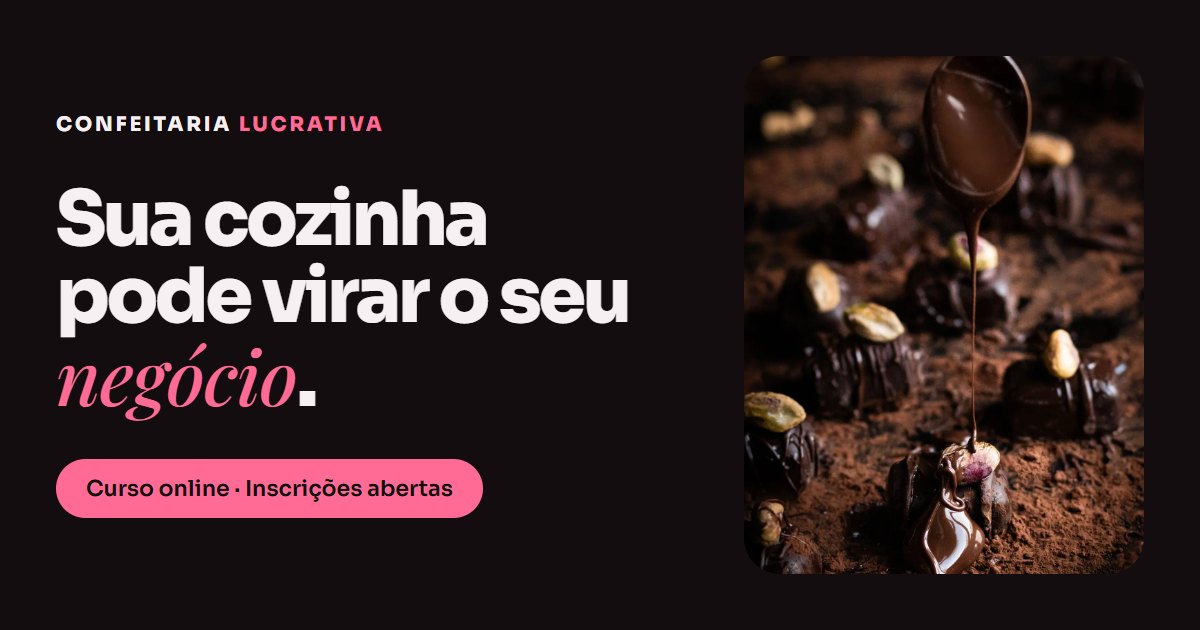 CONFEITARIA LUCRATIVA
Sua cozinha
pode virar o seu
negócio.
Curso online · Inscrições abertas